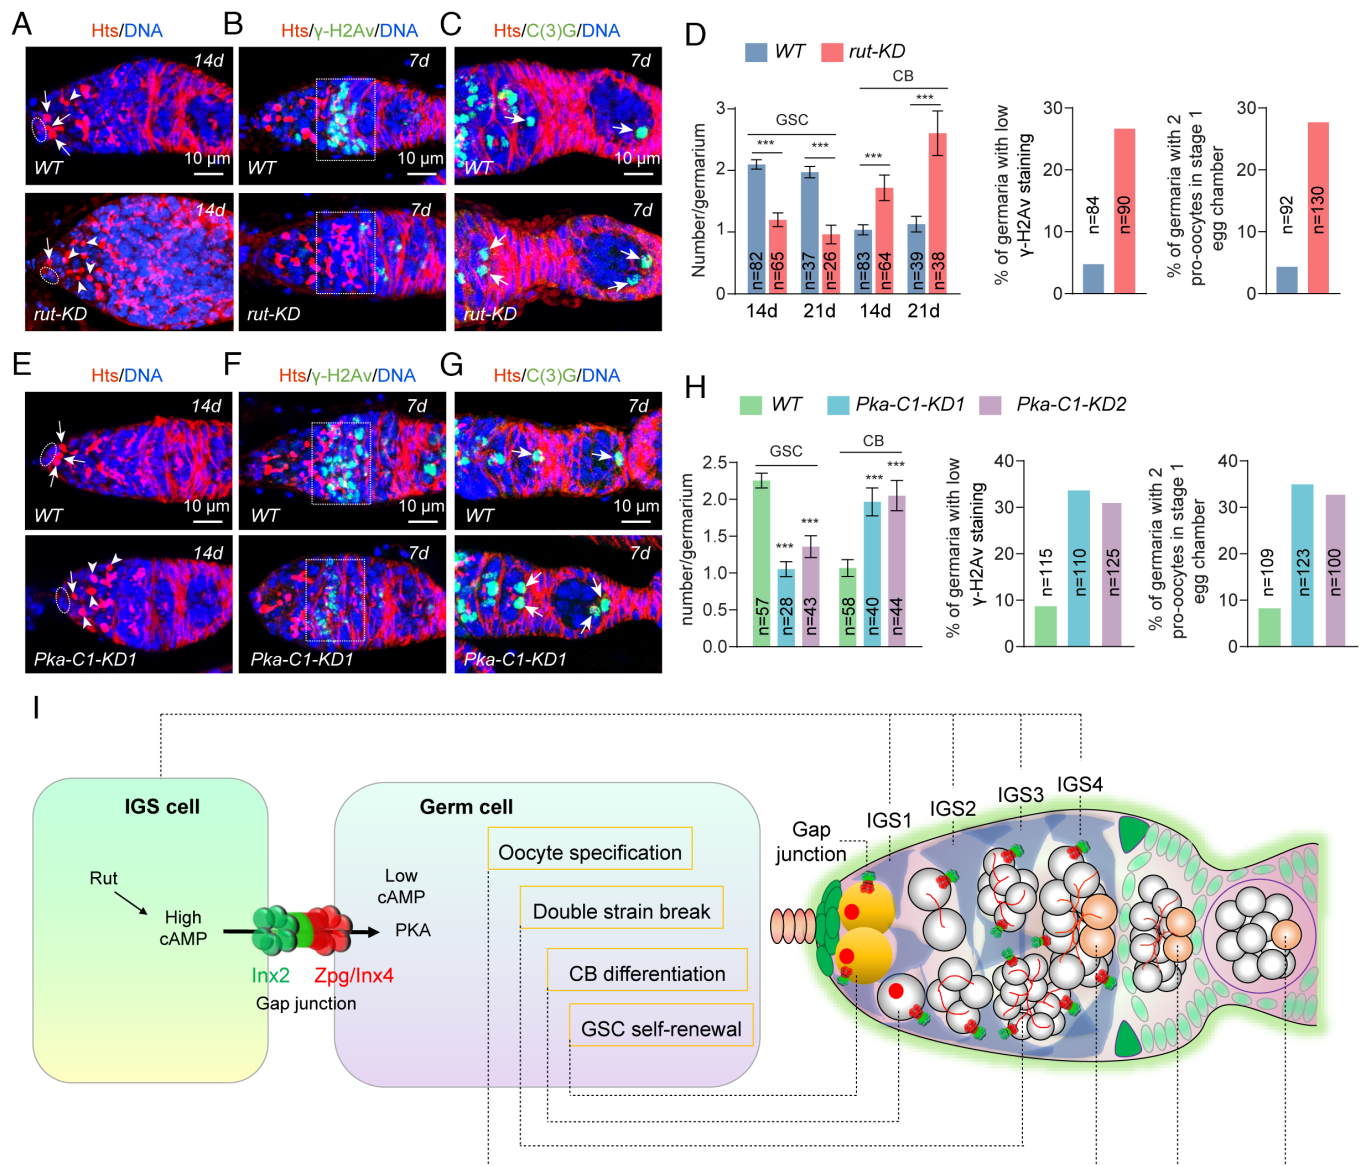 A
Hts/DNA
14d
WT
10 µm
14d
rut-KD
B
Hts/γ-H2Av/DNA
7d
WT
10 µm
7d
rut-KD
C
Hts/C(3)G/DNA
7d
WT
10 µm
7d
rut-KD
D
WT
rut-KD
Number/germarium
3
2
1
0
GSC
CB
***
***
***
***
n=82
n=65
n=37
n=26
n=83
n=64
n=39
n=38
14d
21d
14d
21d
% of germaria with low
γ-H2Av staining
30
20
10
0
n=84
n=90
% of germaria with 2
pro-oocytes in stage 1
egg chamber
30
20
10
0
n=92
n=130
E
Hts/DNA
14d
WT
10 µm
14d
Pka-C1-KD1
F
Hts/γ-H2Av/DNA
7d
WT
10 µm
7d
Pka-C1-KD1
G
Hts/C(3)G/DNA
7d
WT
10 µm
7d
Pka-C1-KD1
H
WT
Pka-C1-KD1
Pka-C1-KD2
number/germarium
2.5
2.0
1.5
1.0
0.5
0.0
GSC
CB
***
***
***
***
n=57
n=28
n=43
n=58
n=40
n=44
% of germaria with low
γ-H2Av staining
40
30
20
10
0
n=115
n=110
n=125
% of germaria with 2
pro-oocytes in stage 1
egg chamber
40
30
20
10
0
n=109
n=123
n=100
I
IGS cell
Rut
High
cAMP
Inx2
Zpg/Inx4
Gap junction
Germ cell
Low
cAMP
PKA
Oocyte specification
Double strain break
CB differentiation
GSC self-renewal
Gap
junction
IGS1
IGS2
IGS3
IGS4